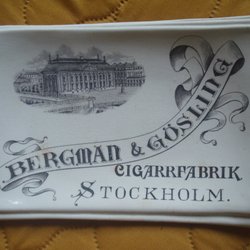 BERGMAN & GÖSLING
CIGARRFABRIK
STOCKHOLM.